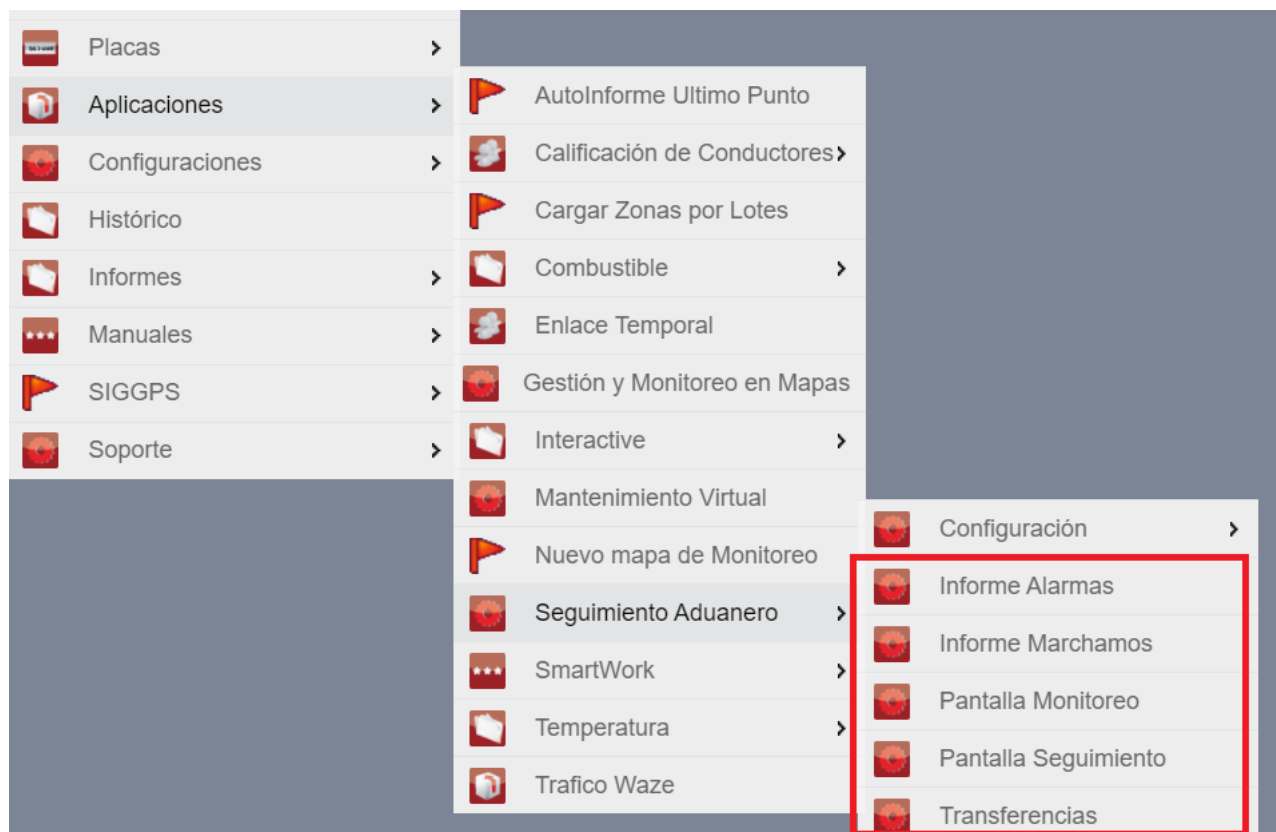 Placas
Aplicaciones
Configuraciones
Histórico
Informes
Manuales
SIGGPS
Soporte
AutoInforme Ultimo Punto
Calificación de Conductores
Cargar Zonas por Lotes
Combustible
Enlace Temporal
Gestión y Monitoreo en Mapas
Interactive
Mantenimiento Virtual
Nuevo mapa de Monitoreo
Seguimiento Aduanero
SmartWork
Temperatura
Trafico Waze
Configuración
Informe Alarmas
Informe Marchamos
Pantalla Monitoreo
Pantalla Seguimiento
Transferencias